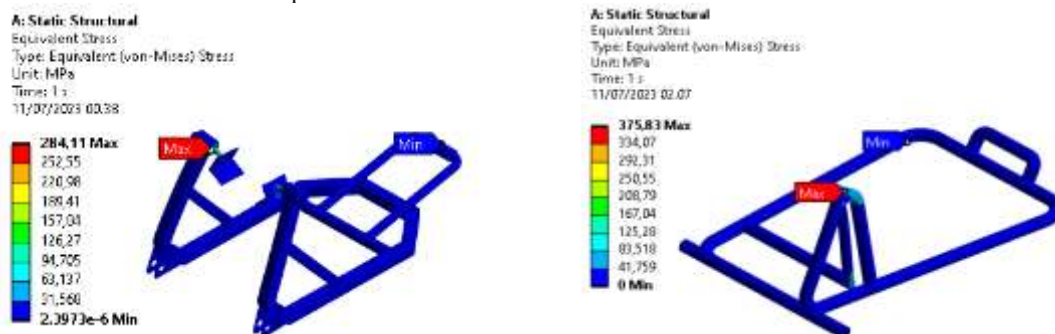 A: Static Structural
Equivalent Stress
Type: Equivalent (von-Mises) Stress
Unit: MPa
Time: 1 s
11/07/2023 00.38
284,11 Max
252,55
220,98
189,41
157,84
126,27
94,705
63,137
31,568
2,3973e-6 Min
Max
Min
A: Static Structural
Equivalent Stress
Type: Equivalent (von-Mises) Stress
Unit: MPa
Time: 1 s
11/07/2023 02.07
375,83 Max
334,07
292,31
250,55
208,79
167,04
125,28
83,518
41,759
0 Min
Min
Max